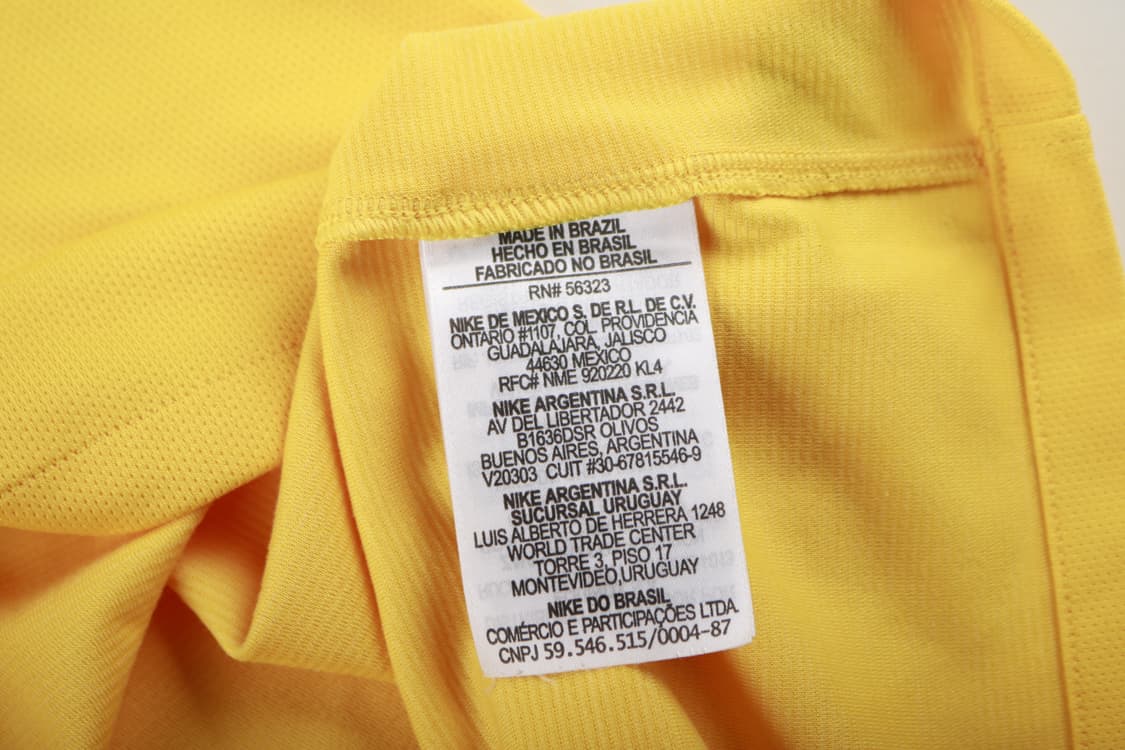 MADE IN BRAZIL
HECHO EN BRASIL
FABRICADO NO BRASIL
RN# 56323
NIKE DE MEXICO S. DE R.L. DE C.V.
ONTARIO #1107, COL. PROVIDENCIA
GUADALAJARA, JALISCO
44630 MEXICO
RFC# NME 920220 KL4
NIKE ARGENTINA S.R.L.
AV DEL LIBERTADOR 2442
B1636DSR OLIVOS
BUENOS AIRES, ARGENTINA
V20303 CUIT #30-67815546-9
NIKE ARGENTINA S.R.L.
SUCURSAL URUGUAY
LUIS ALBERTO DE HERRERA 1248
WORLD TRADE CENTER
TORRE 3, PISO 17
MONTEVIDEO,URUGUAY
NIKE DO BRASIL
COMÉRCIO E PARTICIPAÇÕES LTDA.
CNPJ 59.546.515/0004-87